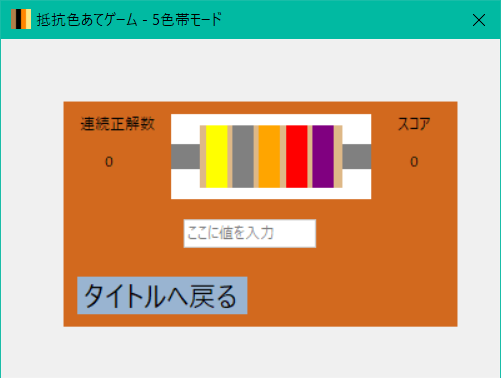 抵抗色あてゲーム - 5色帯モード
連続正解数
スコア
0
0
ここに値を入力
タイトルへ戻る